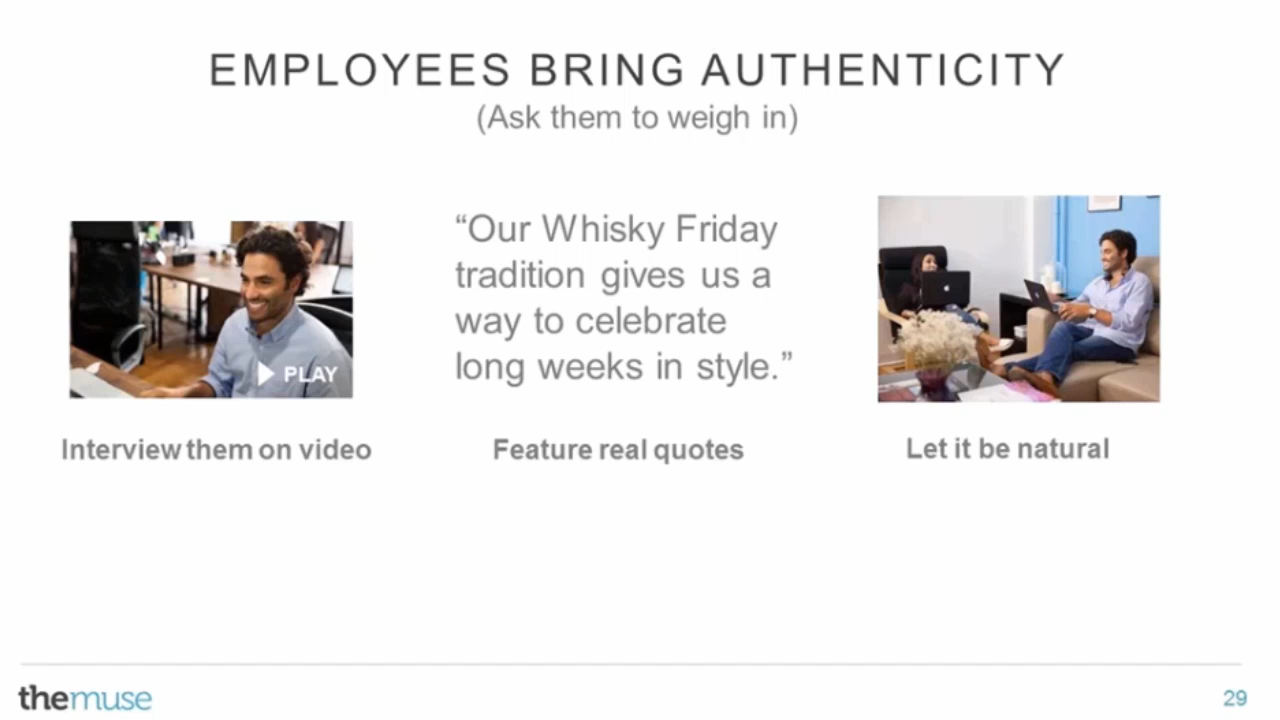 EMPLOYEES BRING AUTHENTICITY
(Ask them to weigh in)
PLAY
Interview them on video
“Our Whisky Friday
tradition gives us a
way to celebrate
long weeks in style.”
Feature real quotes
Let it be natural
themuse
29